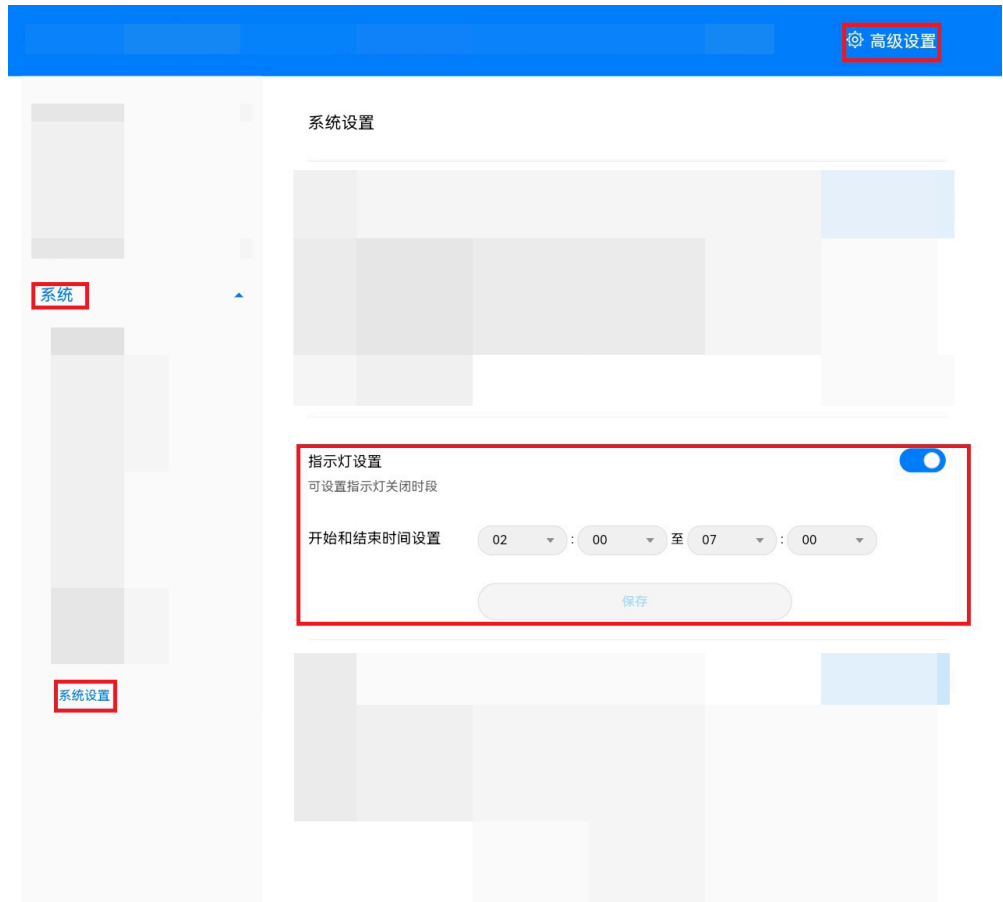 高级设置
系统设置
系统
指示灯设置
可设置指示灯关闭时段
开始和结束时间设置 02 : 00 至 07 : 00
保存
系统设置